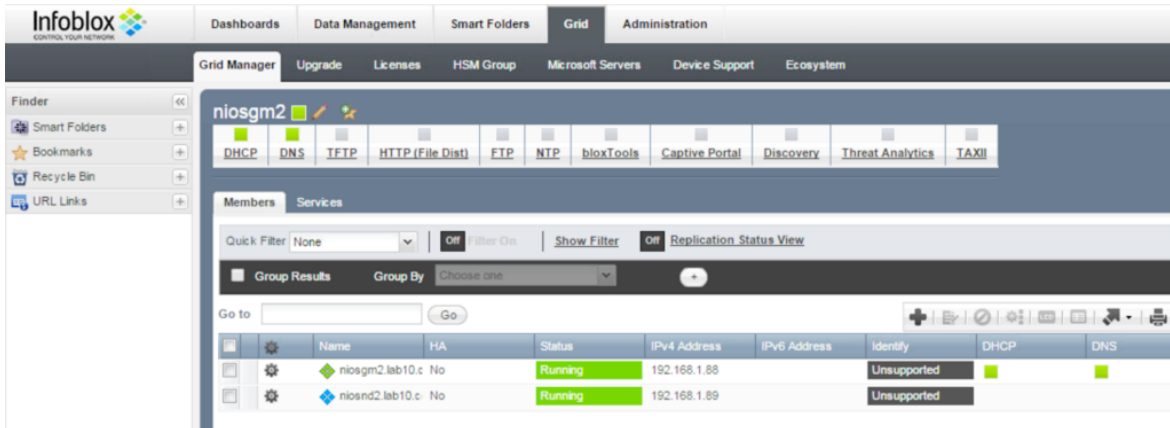 Infoblox
CONTROL YOUR NETWORK
Dashboards Data Management Smart Folders Grid Administration
Grid Manager Upgrade Licenses HSM Group Microsoft Servers Device Support Ecosystem
Finder
Smart Folders
Bookmarks
Recycle Bin
URL Links
niosgm2
DHCP DNS TFTP HTTP (File Dist) FTP NTP bloxTools Captive Portal Discovery Threat Analytics TAXII
Members Services
Quick Filter None Off Filter On Show Filter Off Replication Status View
Group Results Group By Choose one +
Go to Go
Name HA Status IPv4 Address IPv6 Address Identify DHCP DNS
niosgm2.lab10.c No Running 192.168.1.88 Unsupported
niosnd2.lab10.c No Running 192.168.1.89 Unsupported